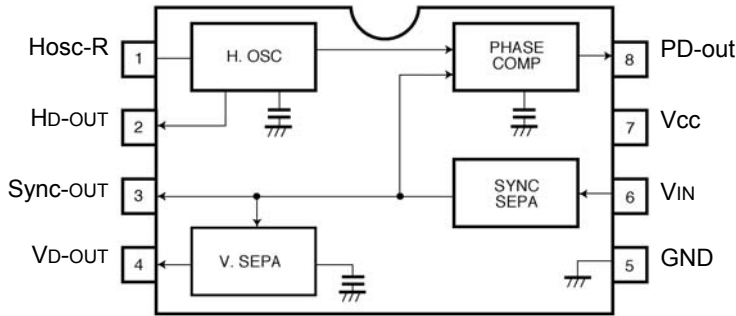 Hosc-R
1
H. OSC
PHASE
COMP
8
PD-out
HD-OUT
2
7
Vcc
Sync-OUT
3
SYNC
SEPA
6
VIN
VD-OUT
4
V. SEPA
5
GND